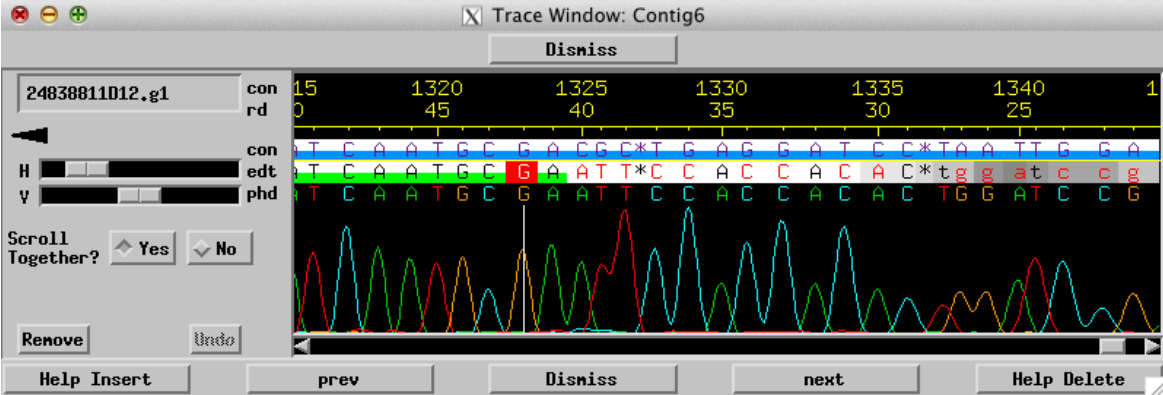 X Trace Window: Contig6
Dismiss
24838811D12.g1
con 15 1320 1325 1330 1335 1340 1
rd 0 45 40 35 30 25
con A T C A A T G C G A C G C * T G A G G A T C C * T A A T T G G A
H edt A T C A A T G C G A A T T * C C A C C A C A C * t g g a t c c g
V phd A T C A A T G C G A A T T C C A C C A C A C T G G A T C C G
Scroll
Together? Yes No
Remove Undo
Help Insert prev Dismiss next Help Delete